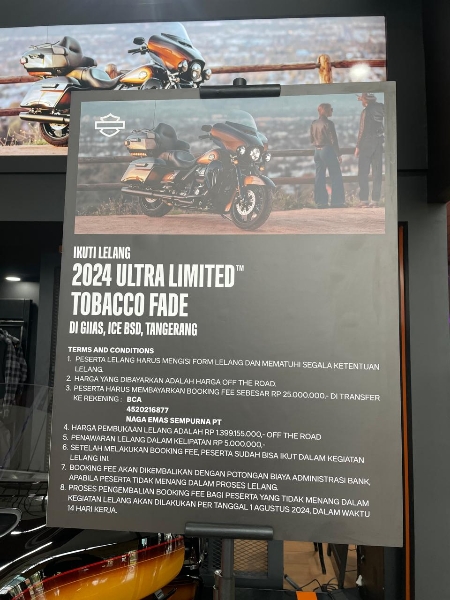 IKUTI LELANG
2024 ULTRA LIMITED™
TOBACCO FADE
DI GIIAS, ICE BSD, TANGERANG
TERMS AND CONDITIONS
1. PESERTA LELANG HARUS MENGISI FORM LELANG DAN MEMATUHI SEGALA KETENTUAN
LELANG.
2. HARGA YANG DIBAYARKAN ADALAH HARGA OFF THE ROAD.
3. PESERTA HARUS MEMBAYARKAN BOOKING FEE SEBESAR RP 25.000.000,- DI TRANSFER
KE REKENING : BCA
4520216877
NAGA EMAS SEMPURNA PT
4. HARGA PEMBUKAAN LELANG ADALAH RP 1.399.155.000,- OFF THE ROAD
5. PENAWARAN LELANG DALAM KELIPATAN RP 5.000.000,-
6. SETELAH MELAKUKAN BOOKING FEE, PESERTA SUDAH BISA IKUT DALAM KEGIATAN
LELANG INI.
7. BOOKING FEE AKAN DIKEMBALIKAN DENGAN POTONGAN BIAYA ADMINISTRASI BANK,
APABILA PESERTA TIDAK MENANG DALAM PROSES LELANG.
8. PROSES PENGEMBALIAN BOOKING FEE BAGI PESERTA YANG TIDAK MENANG DALAM
KEGIATAN LELANG AKAN DILAKUKAN PER TANGGAL 1 AGUSTUS 2024, DALAM WAKTU
14 HARI KERJA.